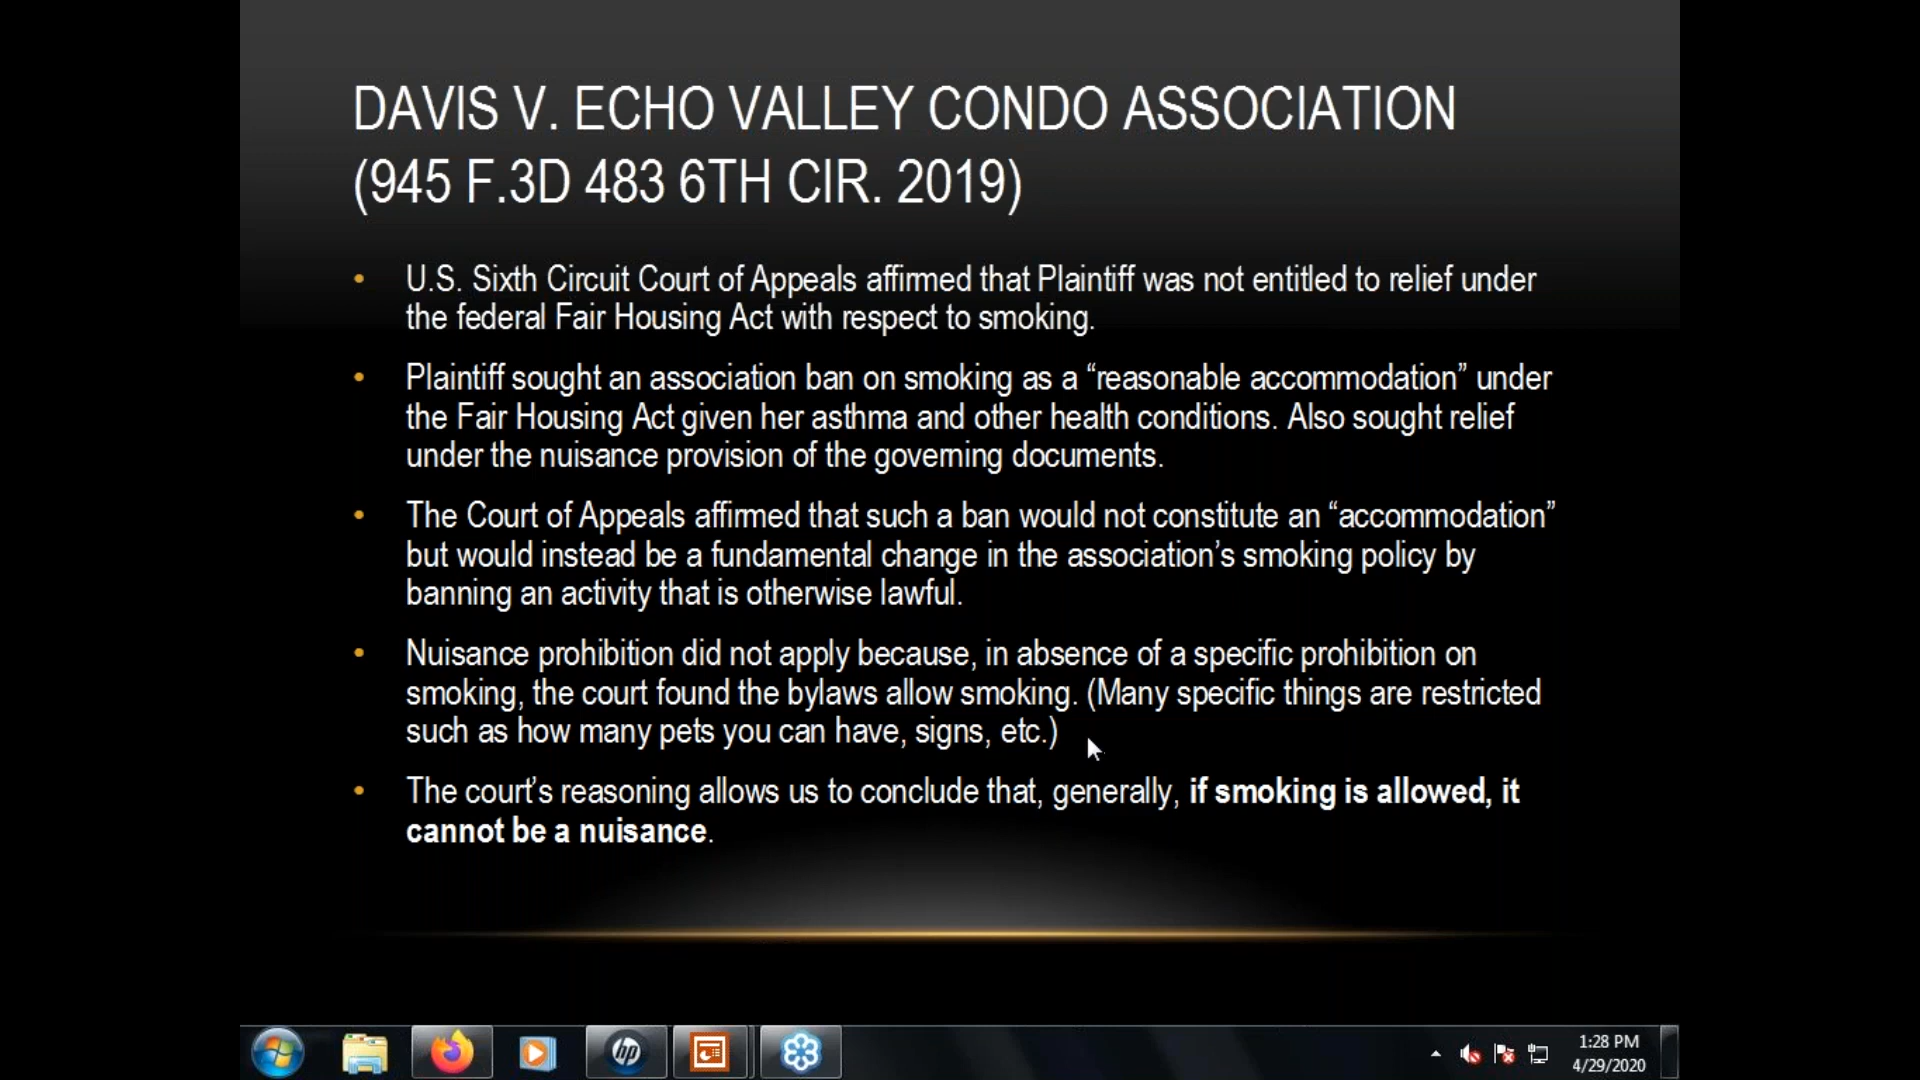 DAVIS V. ECHO VALLEY CONDO ASSOCIATION
(945 F.3D 483 6TH CIR. 2019)
• U.S. Sixth Circuit Court of Appeals affirmed that Plaintiff was not entitled to relief under
the federal Fair Housing Act with respect to smoking.
• Plaintiff sought an association ban on smoking as a “reasonable accommodation” under
the Fair Housing Act given her asthma and other health conditions. Also sought relief
under the nuisance provision of the governing documents.
• The Court of Appeals affirmed that such a ban would not constitute an “accommodation”
but would instead be a fundamental change in the association’s smoking policy by
banning an activity that is otherwise lawful.
• Nuisance prohibition did not apply because, in absence of a specific prohibition on
smoking, the court found the bylaws allow smoking. (Many specific things are restricted
such as how many pets you can have, signs, etc.)
• The court’s reasoning allows us to conclude that, generally, if smoking is allowed, it
cannot be a nuisance.
hp
1:28 PM
4/29/2020